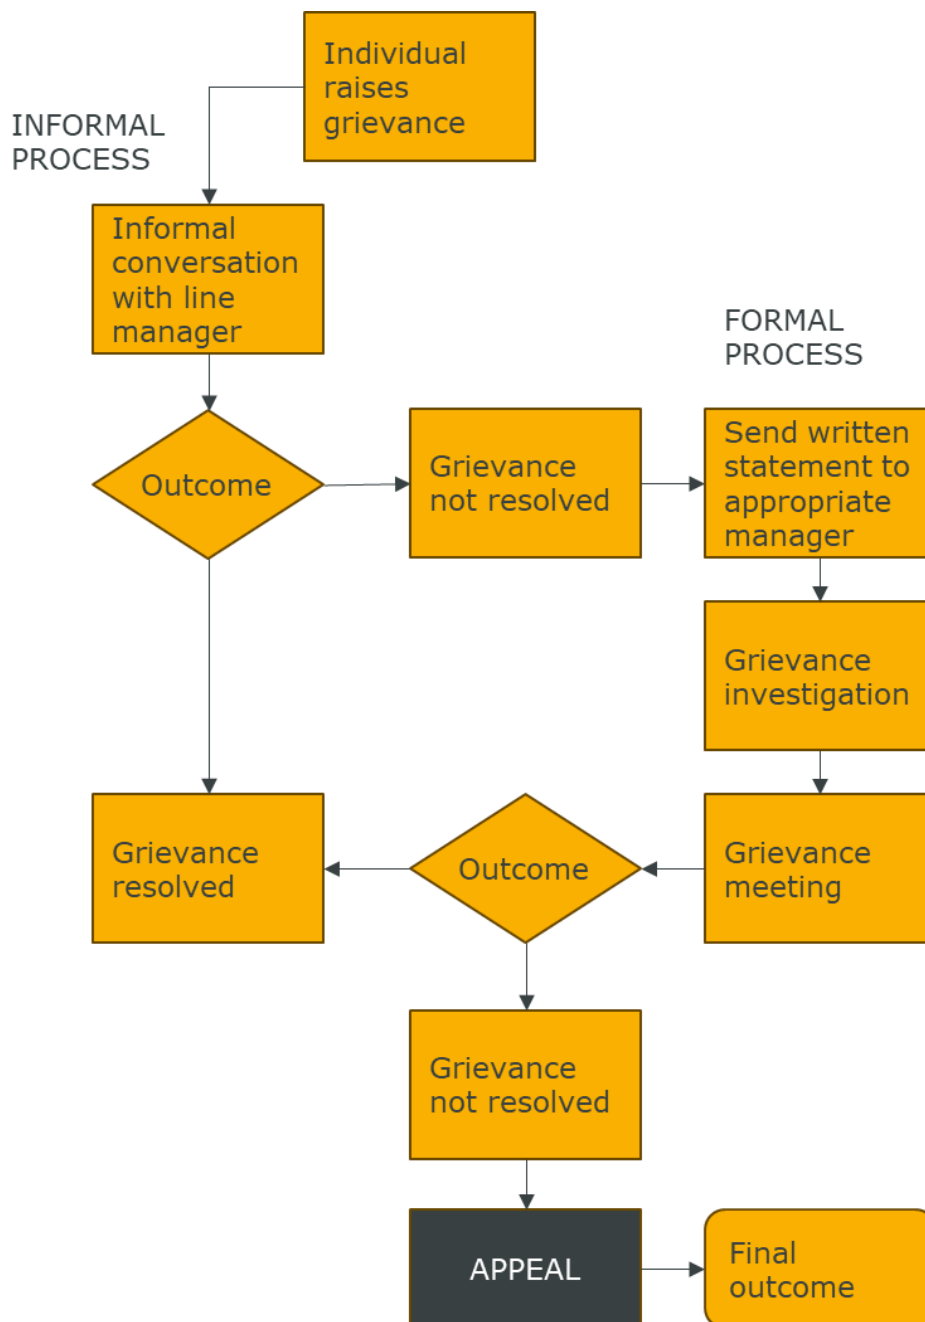 Individual
raises
grievance
INFORMAL
PROCESS
Informal
conversation
with line
manager
FORMAL
PROCESS
Outcome
Grievance
not resolved
Send written
statement to
appropriate
manager
Grievance
investigation
Grievance
meeting
Outcome
Grievance
resolved
Grievance
not resolved
APPEAL
Final
outcome